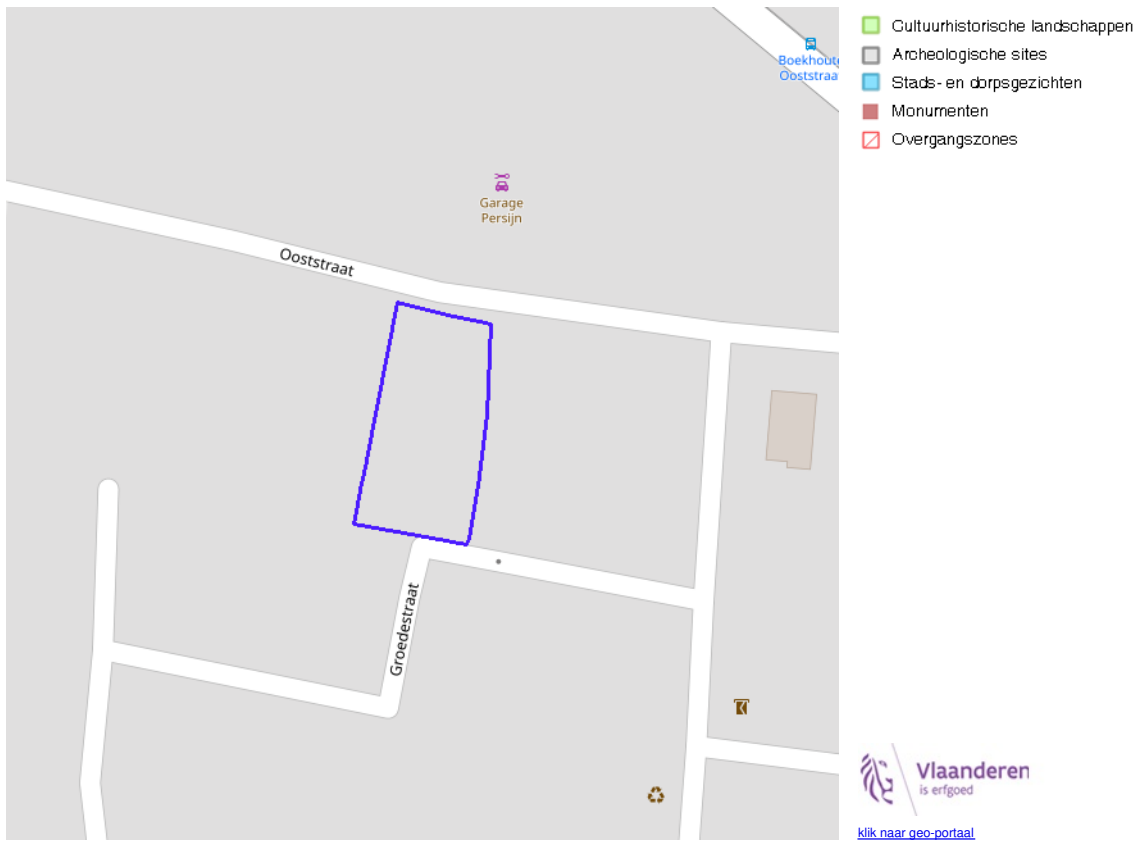 Boekhoute
Ooststraa
Garage
Persijn
Ooststraat
Groedestraat
Cultuurhistorische landschappen
Archeologische sites
Stads- en dorpsgezichten
Monumenten
Overgangszones
Vlaanderen
is erfgoed
klik naar geo-portaal